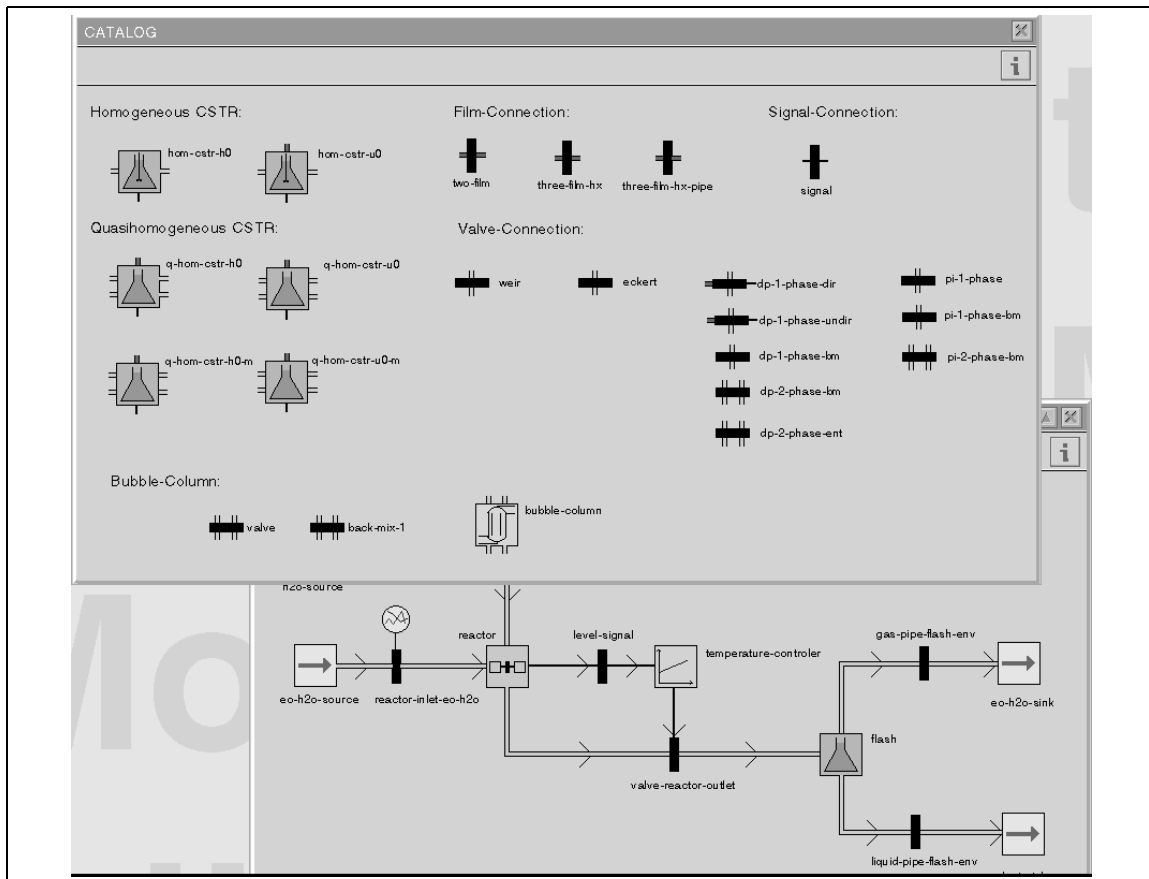 CATALOG
i
Homogeneous CSTR:
Film-Connection:
Signal-Connection:
hom-cstr-h0
hom-cstr-u0
two-film
three-film-hx
three-film-hx-pipe
signal
Quasihomogeneous CSTR:
Valve-Connection:
q-hom-cstr-h0
q-hom-cstr-u0
weir
eckert
dp-1-phase-dir
pi-1-phase
dp-1-phase-undir
pi-1-phase-bm
q-hom-cstr-h0-m
q-hom-cstr-u0-m
dp-1-phase-bm
pi-2-phase-bm
dp-2-phase-bm
dp-2-phase-ent
i
Bubble-Column:
valve
back-mix-1
bubble-column
h2o-source
reactor
level-signal
temperature-controler
gas-pipe-flash-env
eo-h2o-source
reactor-inlet-eo-h2o
eo-h2o-sink
flash
valve-reactor-outlet
liquid-pipe-flash-env
Mo